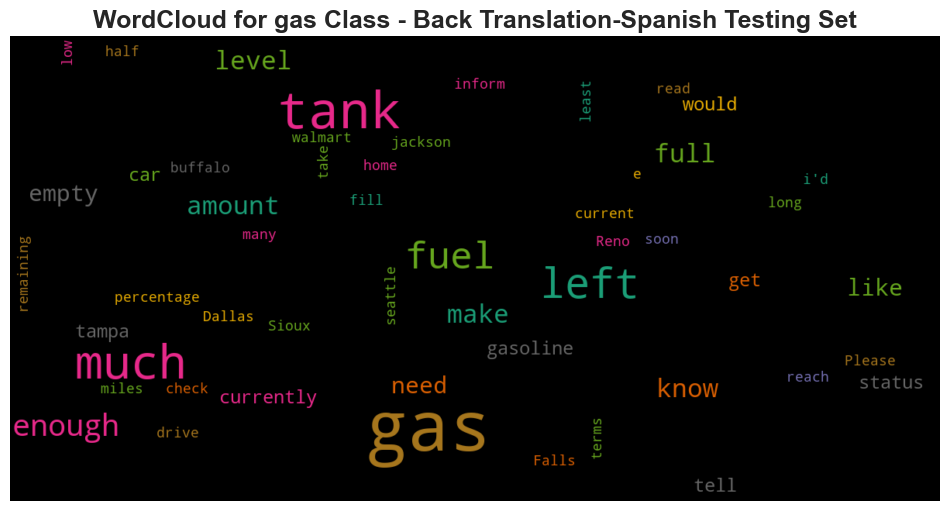 WordCloud for gas Class - Back Translation-Spanish Testing Set
low
half
level
tank
inform
least
read
would
walmart
jackson
take
home
buffalo
car
full
empty
amount
fill
e
i'd
long
current
many
Reno
soon
remaining
fuel
left
get
like
percentage
seattle
Dallas
Sioux
make
tampa
gasoline
much
Please
reach
status
miles
check
currently
need
know
enough
drive
gas
terms
Falls
tell